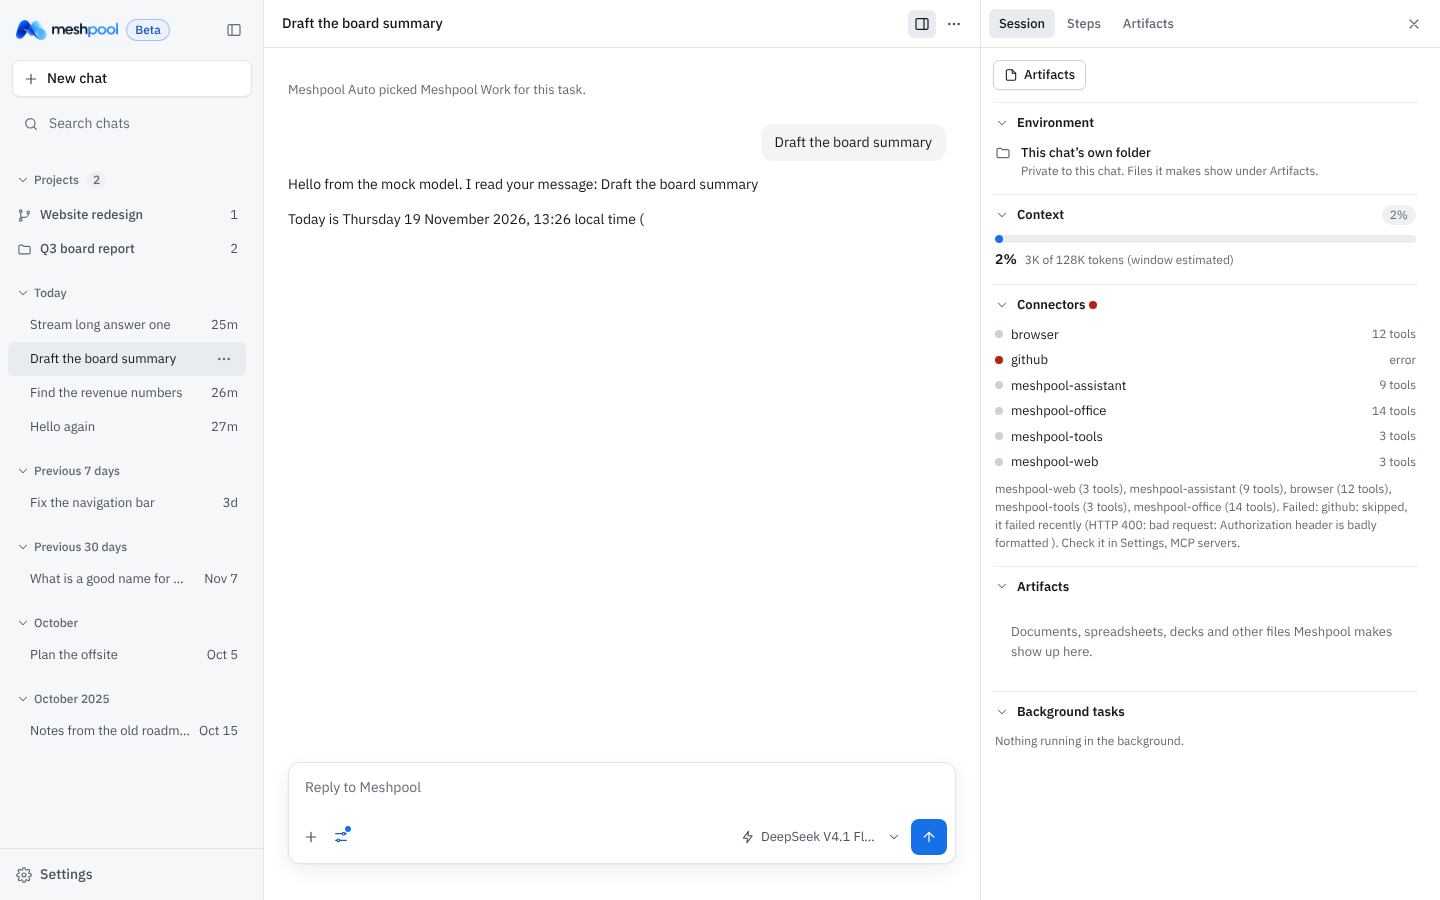 meshpool Beta
New chat
Search chats
Projects 2
Website redesign 1
Q3 board report 2
Today
Stream long answer one 25m
Draft the board summary
Find the revenue numbers 26m
Hello again 27m
Previous 7 days
Fix the navigation bar 3d
Previous 30 days
What is a good name for ... Nov 7
October
Plan the offsite Oct 5
October 2025
Notes from the old roadm... Oct 15
Settings
Draft the board summary
Meshpool Auto picked Meshpool Work for this task.
Draft the board summary
Hello from the mock model. I read your message: Draft the board summary
Today is Thursday 19 November 2026, 13:26 local time (
Reply to Meshpool
DeepSeek V4.1 Fl...
Session Steps Artifacts
Artifacts
Environment
This chat’s own folder
Private to this chat. Files it makes show under Artifacts.
Context 2%
2% 3K of 128K tokens (window estimated)
Connectors
browser 12 tools
github error
meshpool-assistant 9 tools
meshpool-office 14 tools
meshpool-tools 3 tools
meshpool-web 3 tools
meshpool-web (3 tools), meshpool-assistant (9 tools), browser (12 tools),
meshpool-tools (3 tools), meshpool-office (14 tools). Failed: github: skipped,
it failed recently (HTTP 400: bad request: Authorization header is badly
formatted ). Check it in Settings, MCP servers.
Artifacts
Documents, spreadsheets, decks and other files Meshpool makes
show up here.
Background tasks
Nothing running in the background.